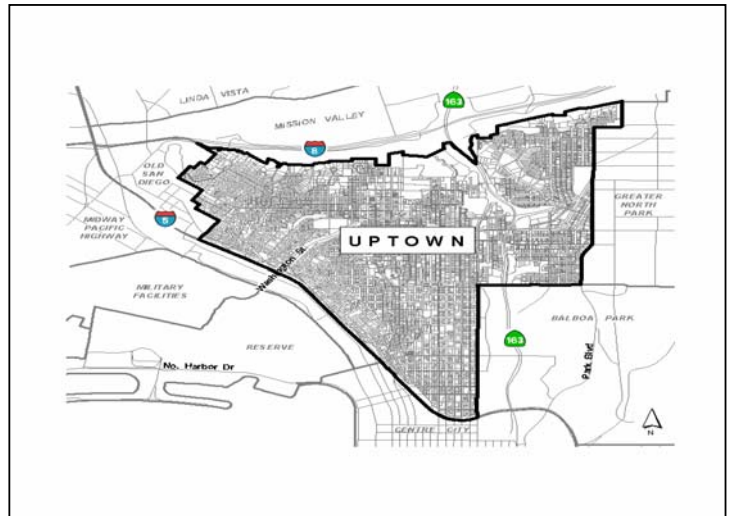 LINDA VISTA
163
MISSION VALLEY
8
OLD
SAN
DIEGO
GREATER
NORTH
PARK
5
MIDWAY
PACIFIC
HIGHWAY
UPTOWN
Washington St.
MILITARY
FACILITIES
BALBOA PARK
163
RESERVE
Park Blvd
No. Harbor Dr
CENTRE CITY
N